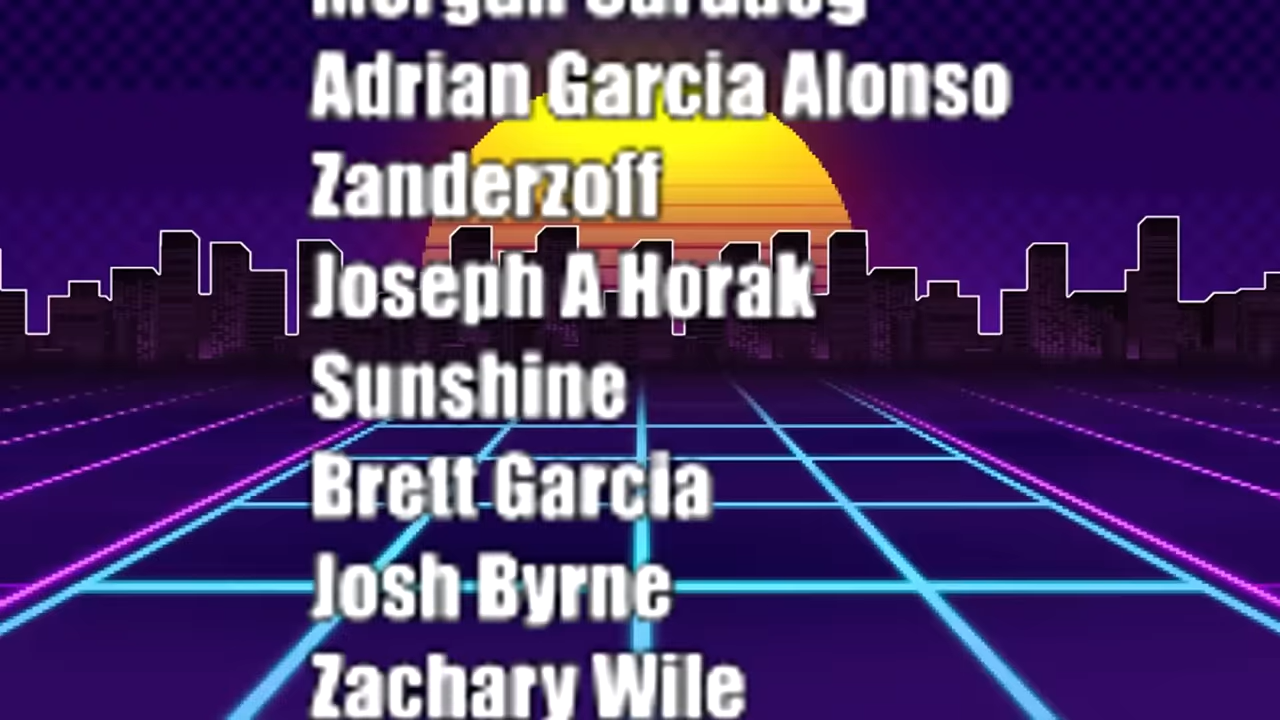 Adrian Garcia Alonso
Zanderzoff
Joseph A Horak
Sunshine
Brett Garcia
Josh Byrne
Zachary Wile